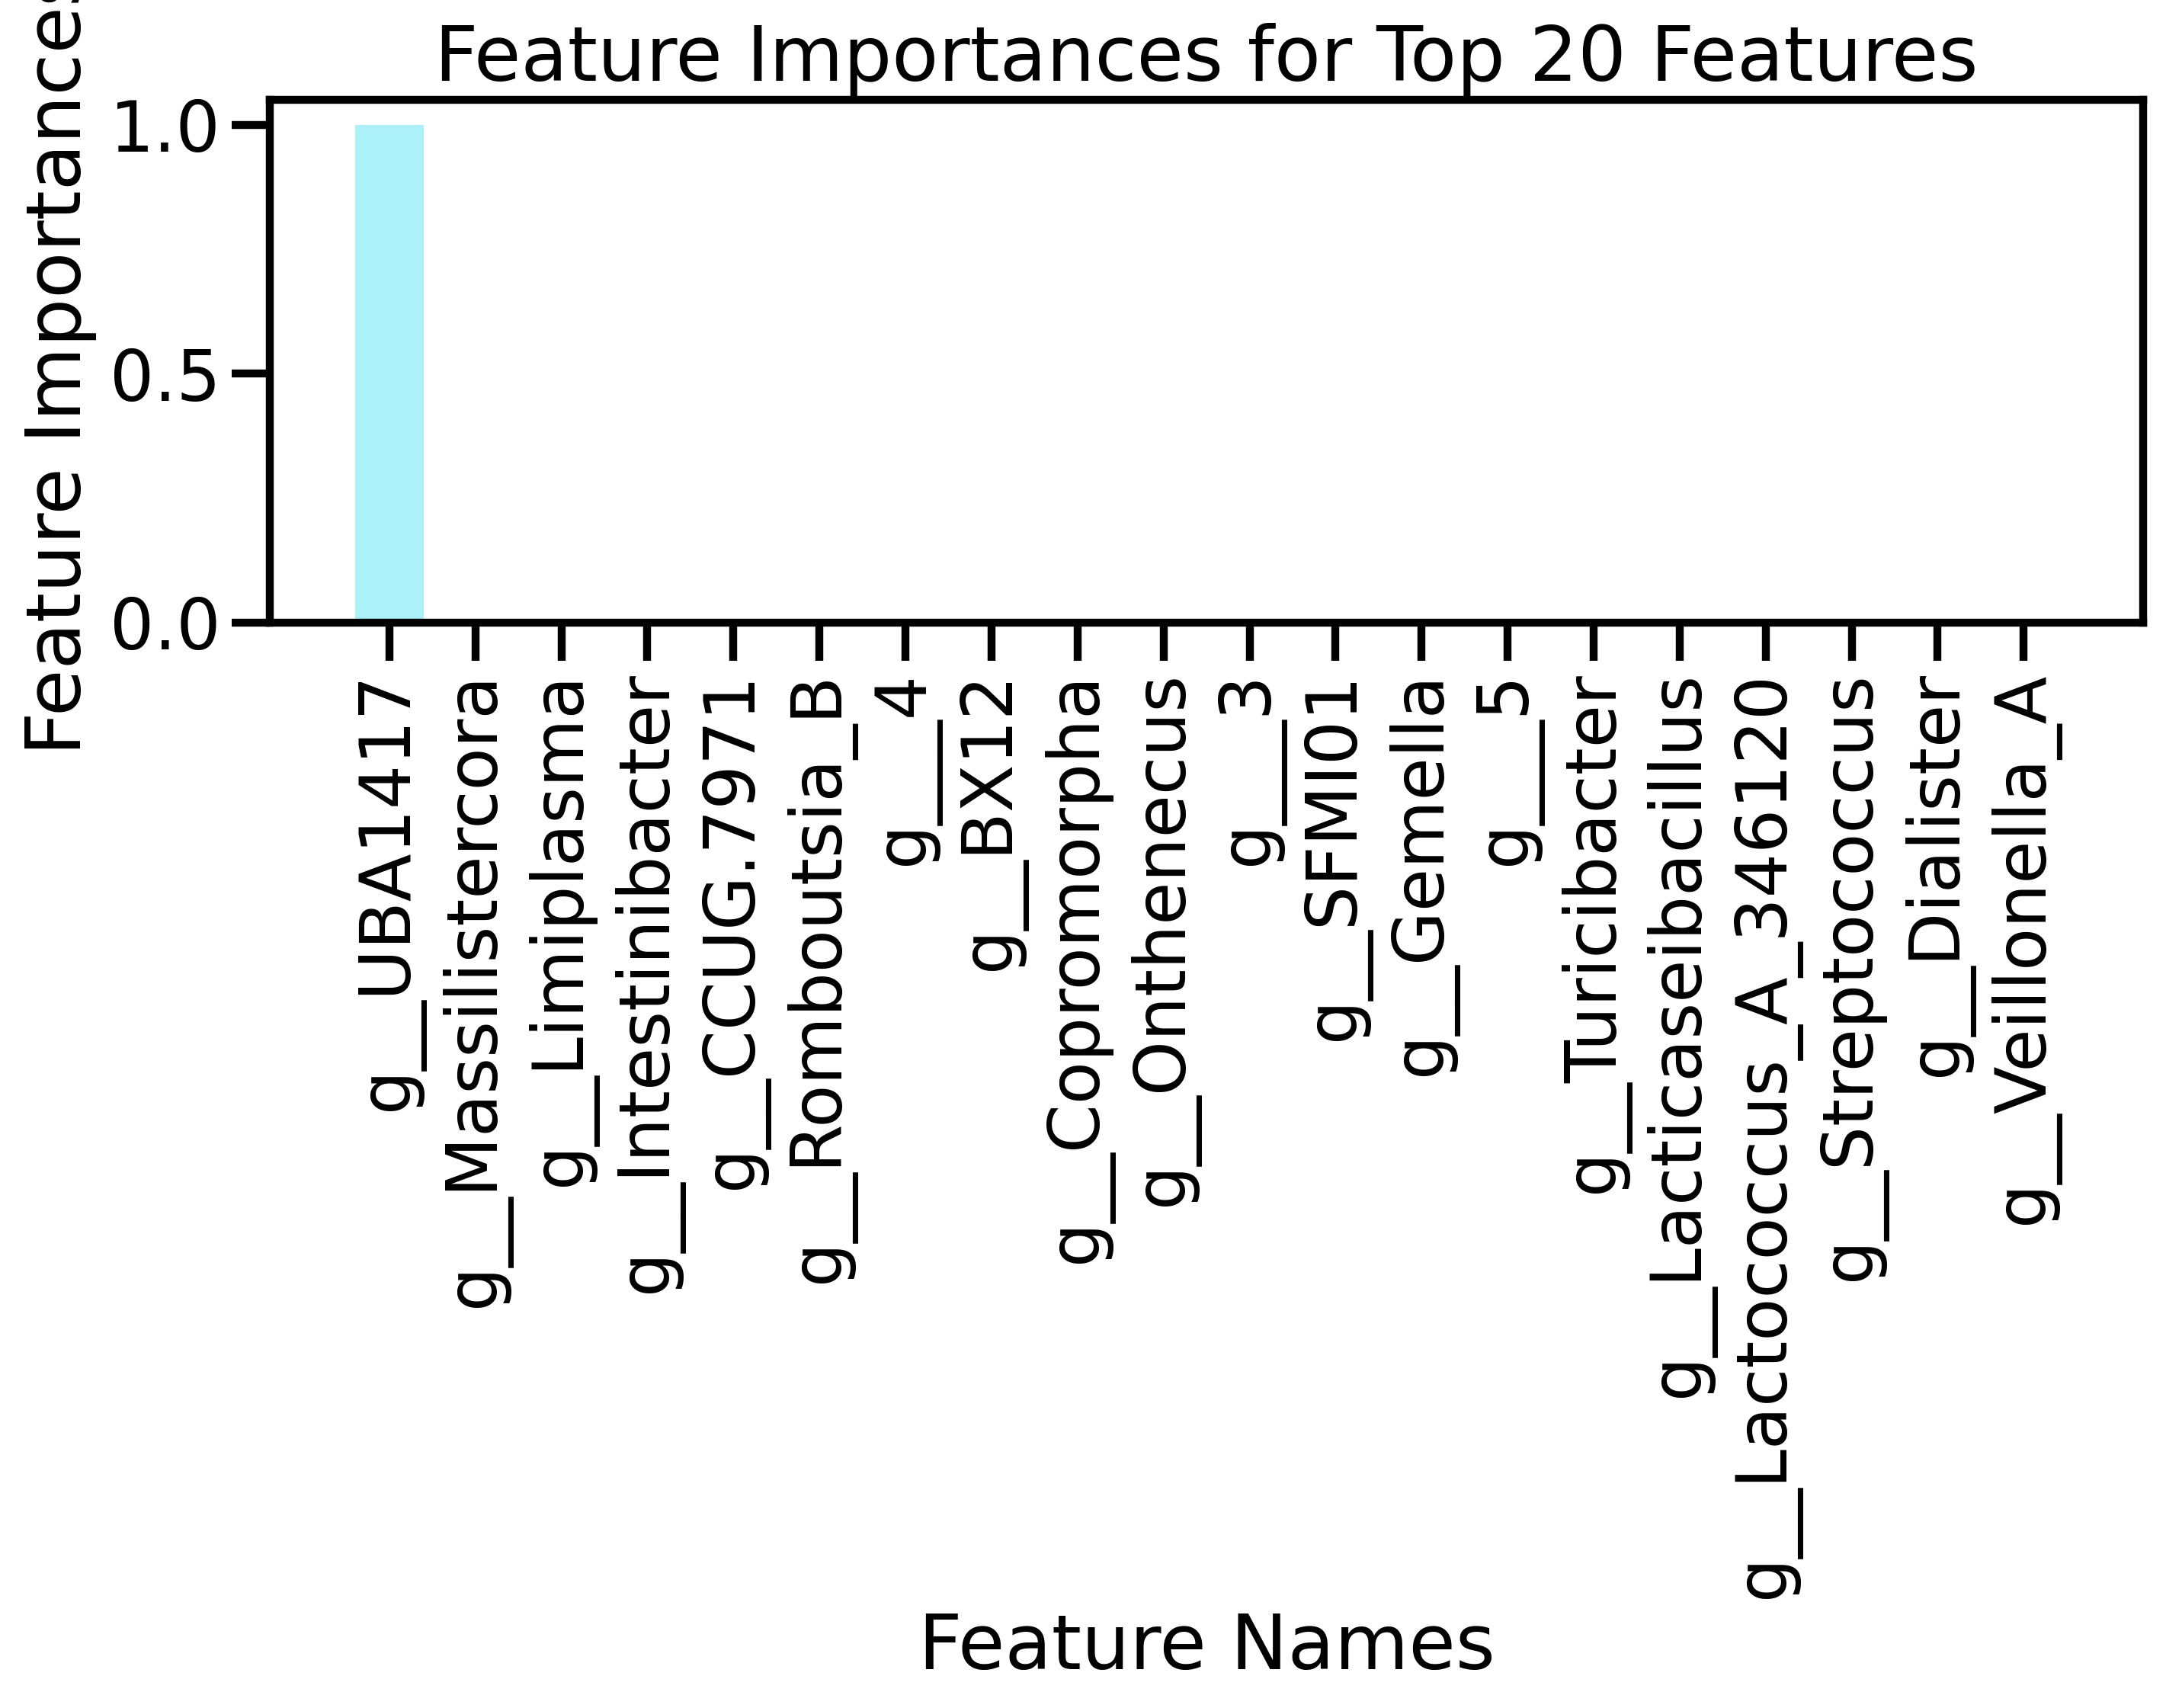 Feature Importances for Top 20 Features
Feature Importances
1.0
0.5
0.0
g__UBA1417
g__Massilistercora
g__Limiplasma
g__Intestinibacter
g__CCUG.7971
g__Romboutsia_B
g__4
g__BX12
g__Copromorpha
g__Onthenecus
g__3
g__SFMI01
g__Gemella
g__5
g__Turicibacter
g__Lacticaseibacillus
g__Lactococcus_A_346120
g__Streptococcus
g__Dialister
g__Veillonella_A
Feature Names